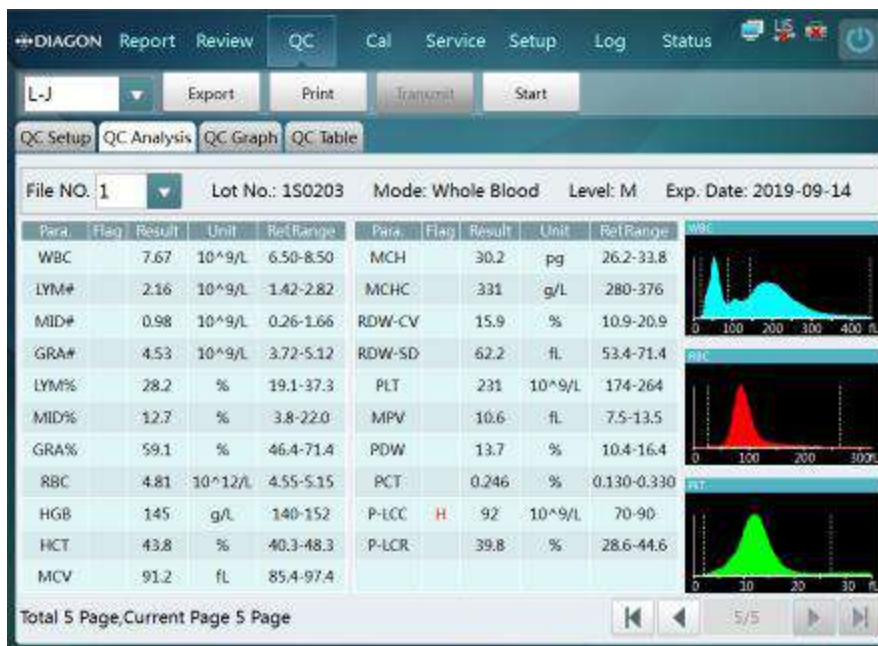 DIAGON Report Review QC Cal Service Setup Log Status LIS
L-J Export Print Transmit Start
QC Setup QC Analysis QC Graph QC Table
File NO. 1 Lot No.: 1S0203 Mode: Whole Blood Level: M Exp. Date: 2019-09-14
Para. Flag Result Unit Ref.Range Para. Flag Result Unit Ref.Range WBC
WBC 7.67 10^9/L 6.50-8.50 MCH 30.2 pg 26.2-33.8
LYM# 2.16 10^9/L 1.42-2.82 MCHC 331 g/L 280-376
MID# 0.98 10^9/L 0.26-1.66 RDW-CV 15.9 % 10.9-20.9
0 100 200 300 400 fL
GRA# 4.53 10^9/L 3.72-5.12 RDW-SD 62.2 fL 53.4-71.4
RBC
LYM% 28.2 % 19.1-37.3 PLT 231 10^9/L 174-264
MID% 12.7 % 3.8-22.0 MPV 10.6 fL 7.5-13.5
GRA% 59.1 % 46.4-71.4 PDW 13.7 % 10.4-16.4
0 100 200 300fL
RBC 4.81 10^12/L 4.55-5.15 PCT 0.246 % 0.130-0.330
PLT
HGB 145 g/L 140-152 P-LCC H 92 10^9/L 70-90
HCT 43.8 % 40.3-48.3 P-LCR 39.8 % 28.6-44.6
MCV 91.2 fL 85.4-97.4
0 10 20 30 fL
Total 5 Page,Current Page 5 Page 5/5